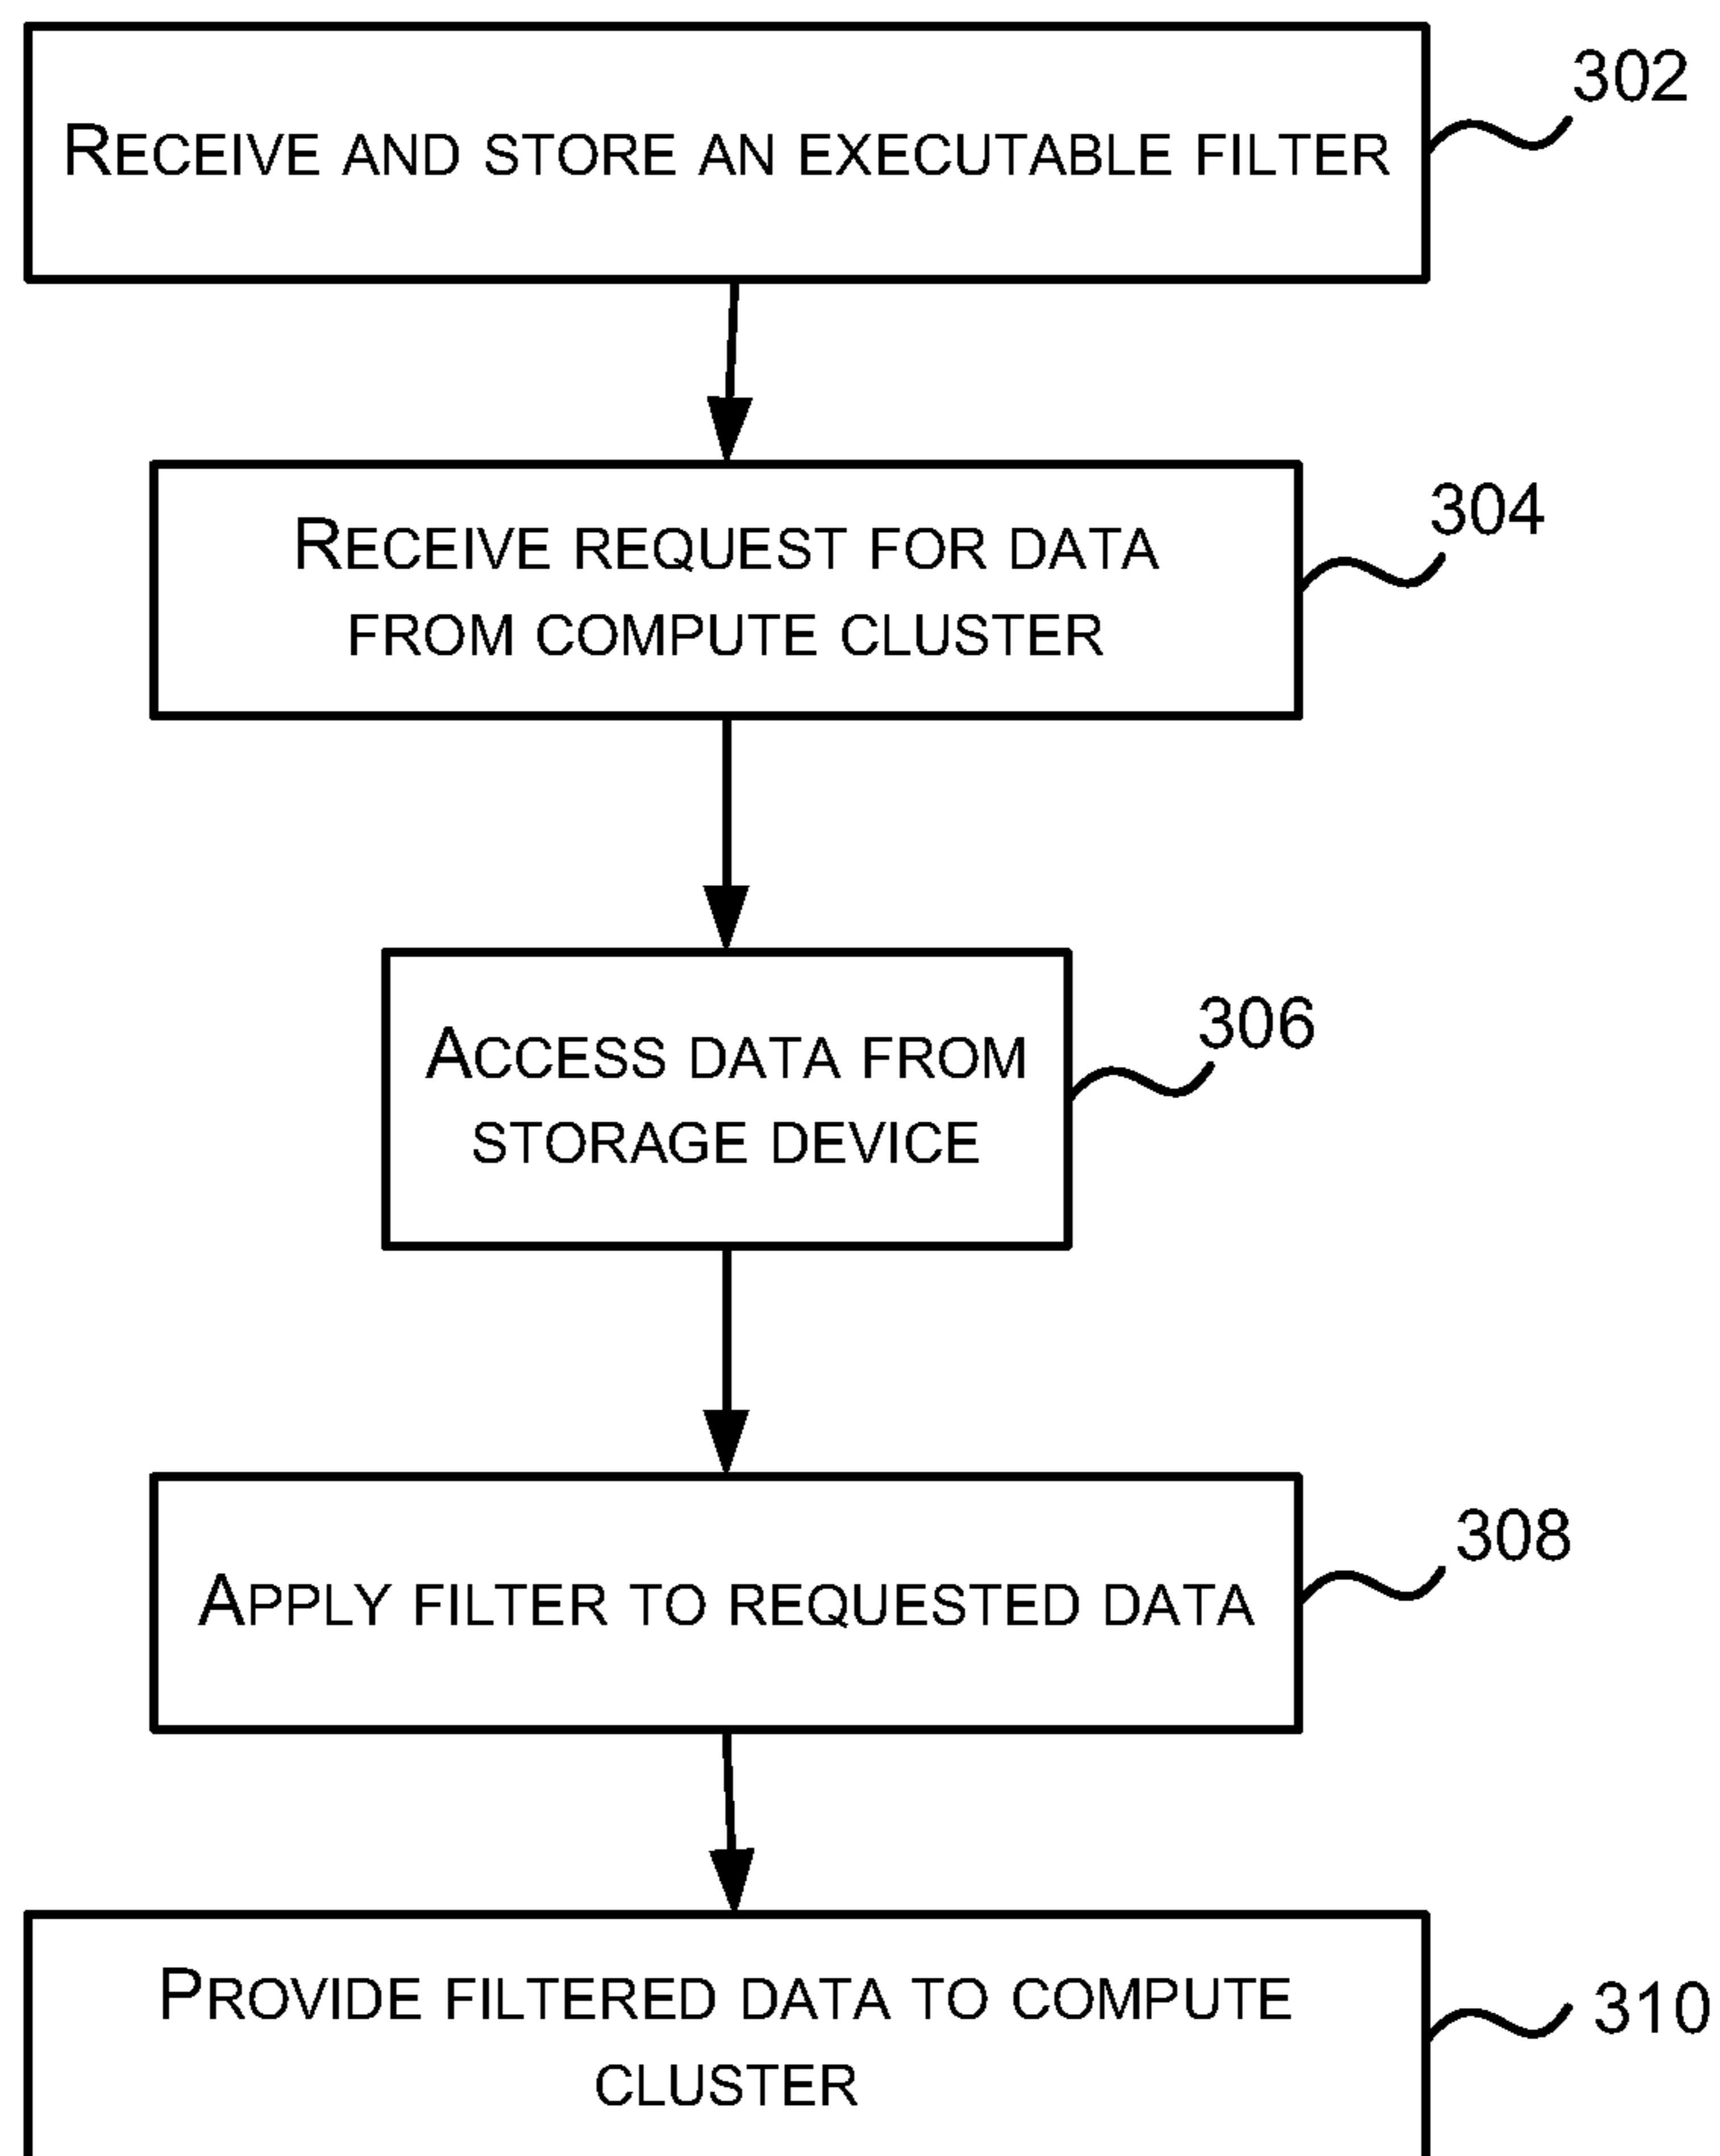 RECEIVE AND STORE AN EXECUTABLE FILTER
302
RECEIVE REQUEST FOR DATA
FROM COMPUTE CLUSTER
304
ACCESS DATA FROM
STORAGE DEVICE
306
APPLY FILTER TO REQUESTED DATA
308
PROVIDE FILTERED DATA TO COMPUTE
CLUSTER
310